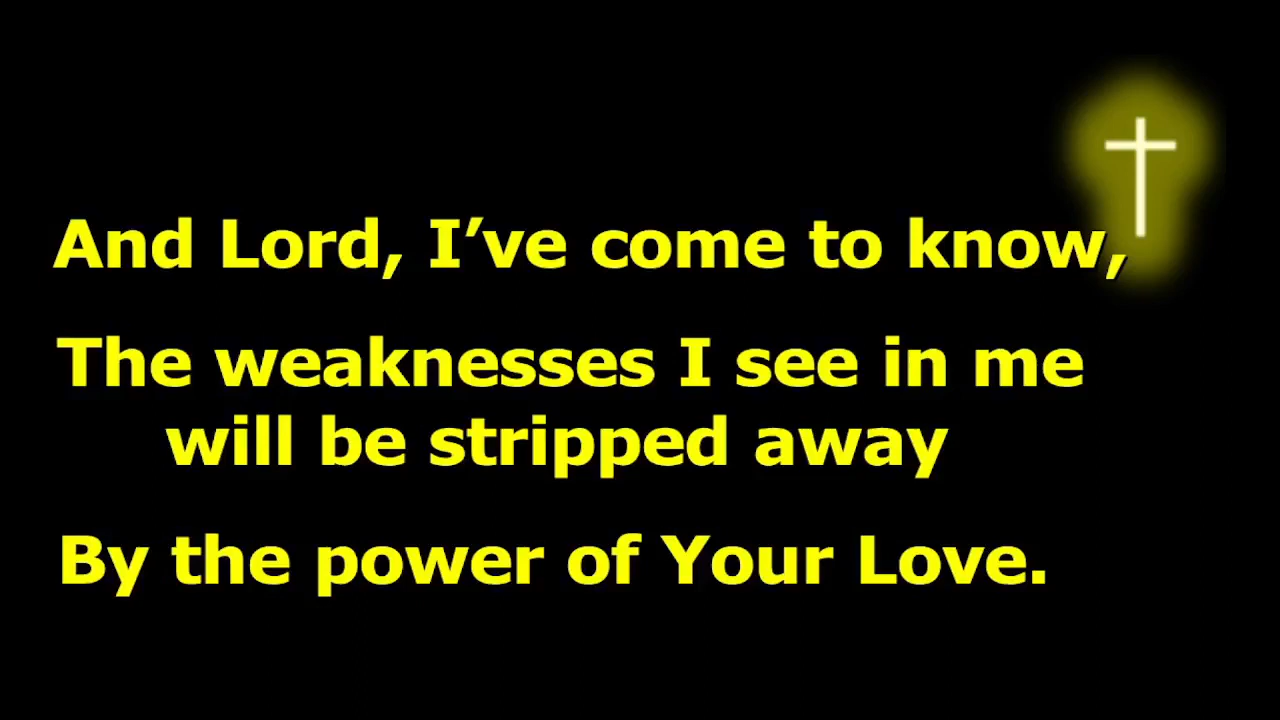 And Lord, I’ve come to know,
The weaknesses I see in me
will be stripped away
By the power of Your Love.